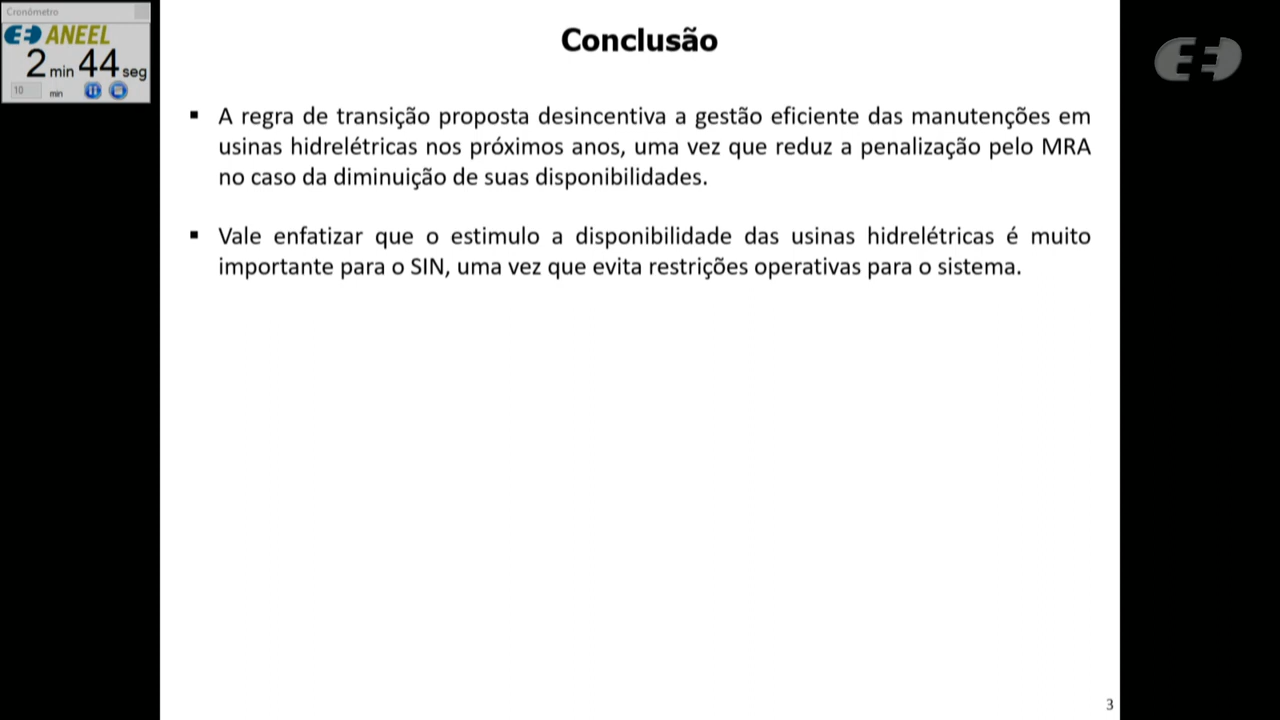 Cronômetro
ANEEL
2 min 44 seg
10 min
Conclusão
▪ A regra de transição proposta desincentiva a gestão eficiente das manutenções em
usinas hidrelétricas nos próximos anos, uma vez que reduz a penalização pelo MRA
no caso da diminuição de suas disponibilidades.
▪ Vale enfatizar que o estimulo a disponibilidade das usinas hidrelétricas é muito
importante para o SIN, uma vez que evita restrições operativas para o sistema.
3